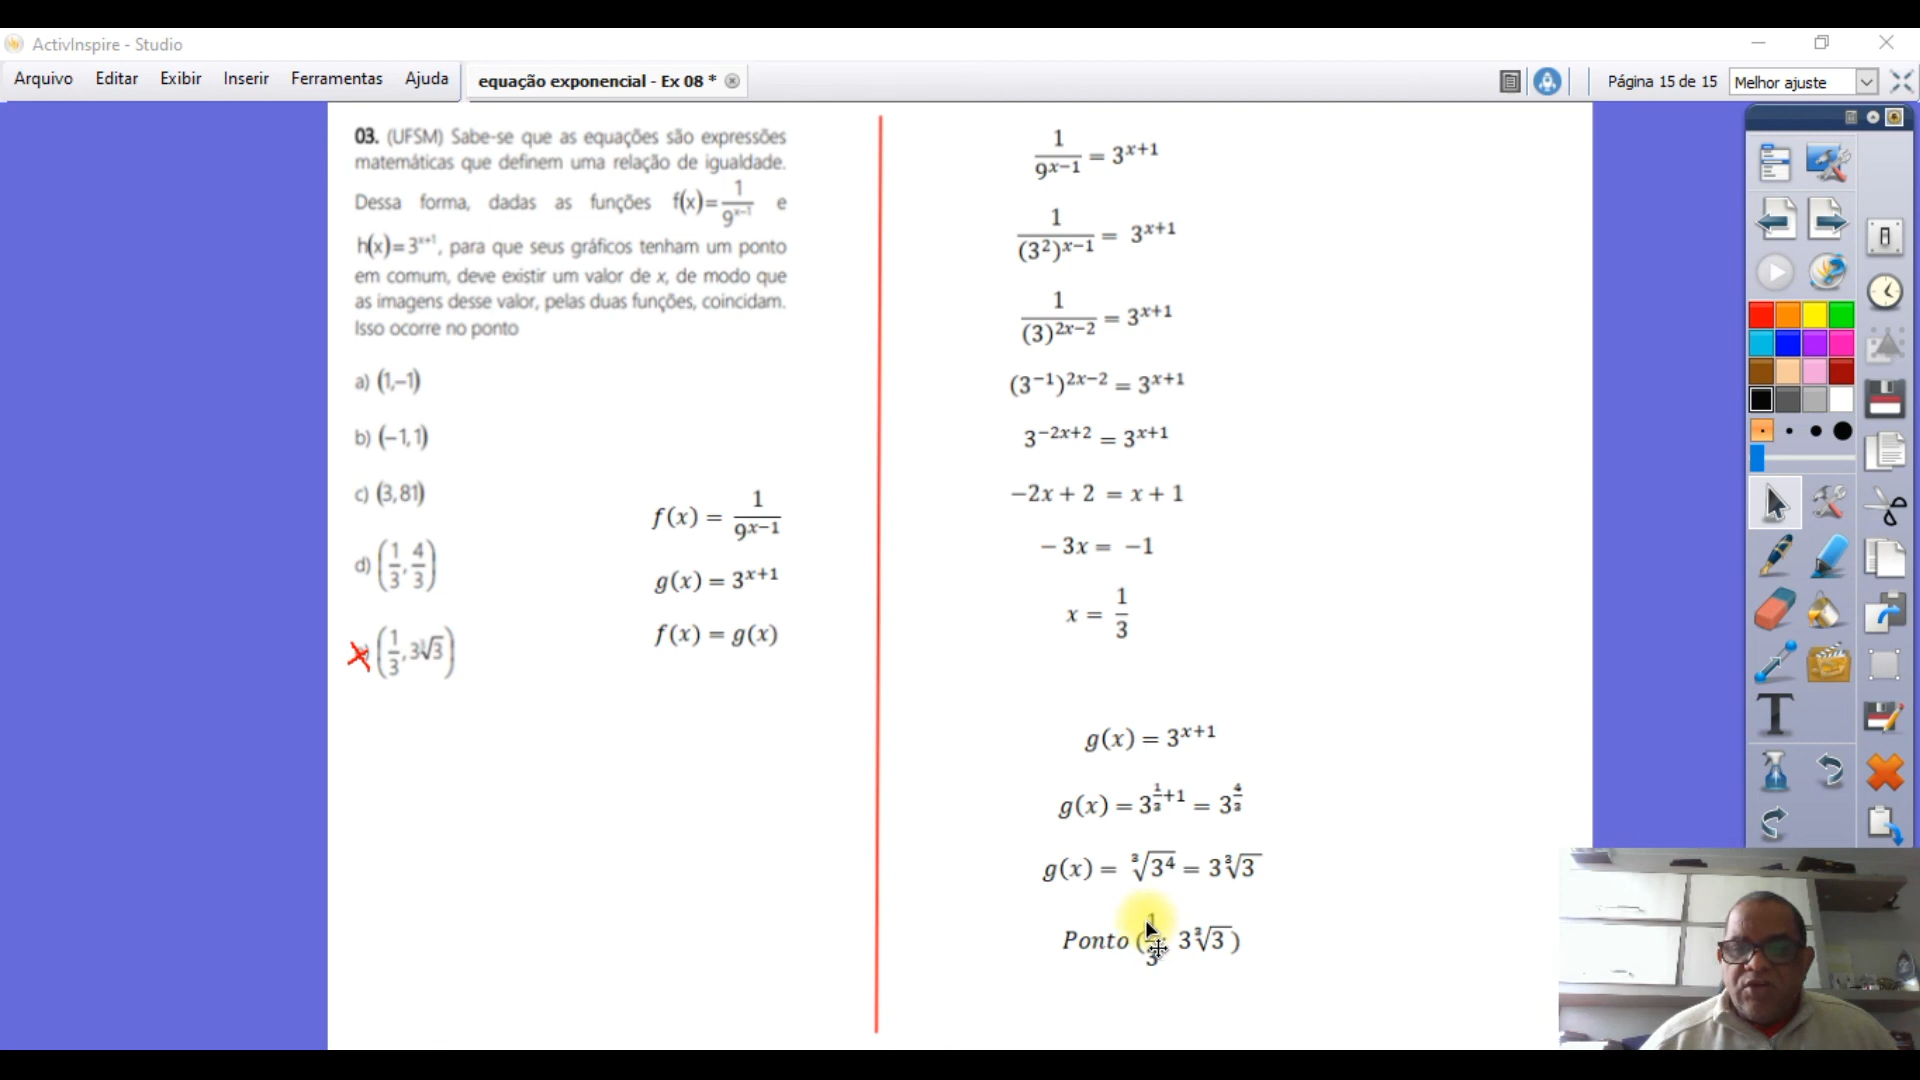 ActivInspire - Studio
Arquivo Editar Exibir Inserir Ferramentas Ajuda
equação exponencial - Ex 08 *
Página 15 de 15
Melhor ajuste
03. (UFSM) Sabe-se que as equações são expressões
matemáticas que definem uma relação de igualdade.
Dessa forma, dadas as funções f(x)=1/9^(x-1) e
h(x)=3^(x+1), para que seus gráficos tenham um ponto
em comum, deve existir um valor de x, de modo que
as imagens desse valor, pelas duas funções, coincidam.
Isso ocorre no ponto
a) (1,-1)
b) (-1,1)
c) (3,81)
d) (1/3, 4/3)
(1/3, 3∛3)
f(x) = 1/9^(x-1)
g(x) = 3^(x+1)
f(x) = g(x)
1/9^(x-1) = 3^(x+1)
1/(3^2)^(x-1) = 3^(x+1)
1/(3)^(2x-2) = 3^(x+1)
(3^-1)^(2x-2) = 3^(x+1)
3^(-2x+2) = 3^(x+1)
-2x + 2 = x + 1
- 3x = -1
x = 1/3
g(x) = 3^(x+1)
g(x) = 3^(1/3+1) = 3^(4/3)
g(x) = ∛3^4 = 3∛3
Ponto (1/3; 3∛3)